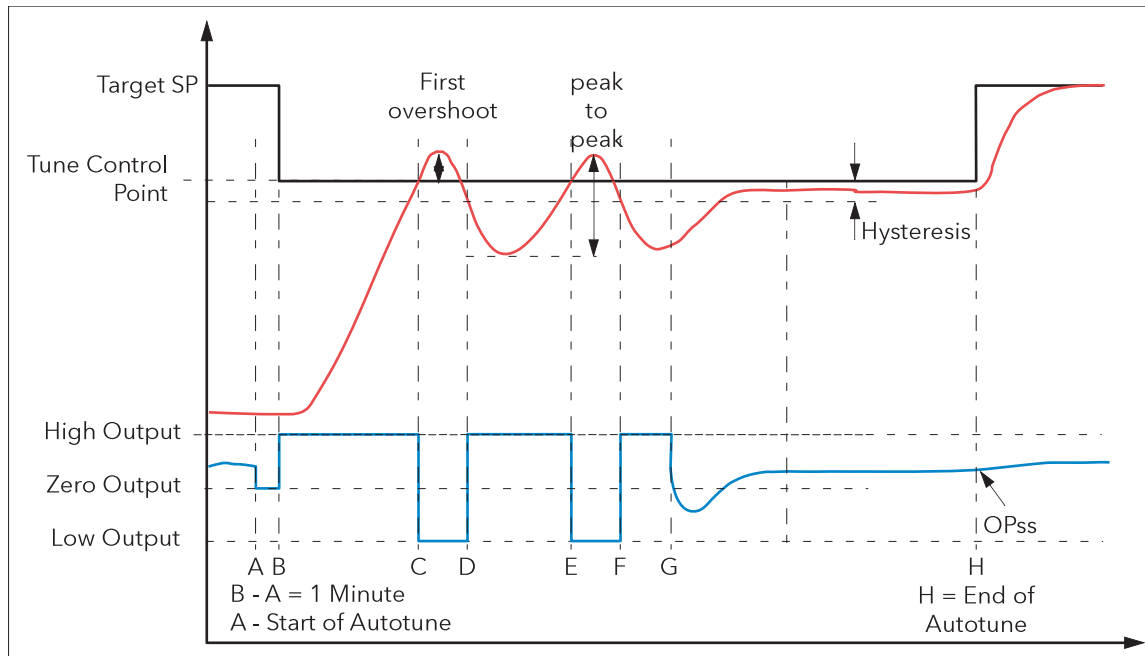 Target SP
First
overshoot
peak
to
peak
Tune Control
Point
Hysteresis
High Output
Zero Output
Low Output
OPss
A B C D E F G H
B - A = 1 Minute
A - Start of Autotune
H = End of
Autotune